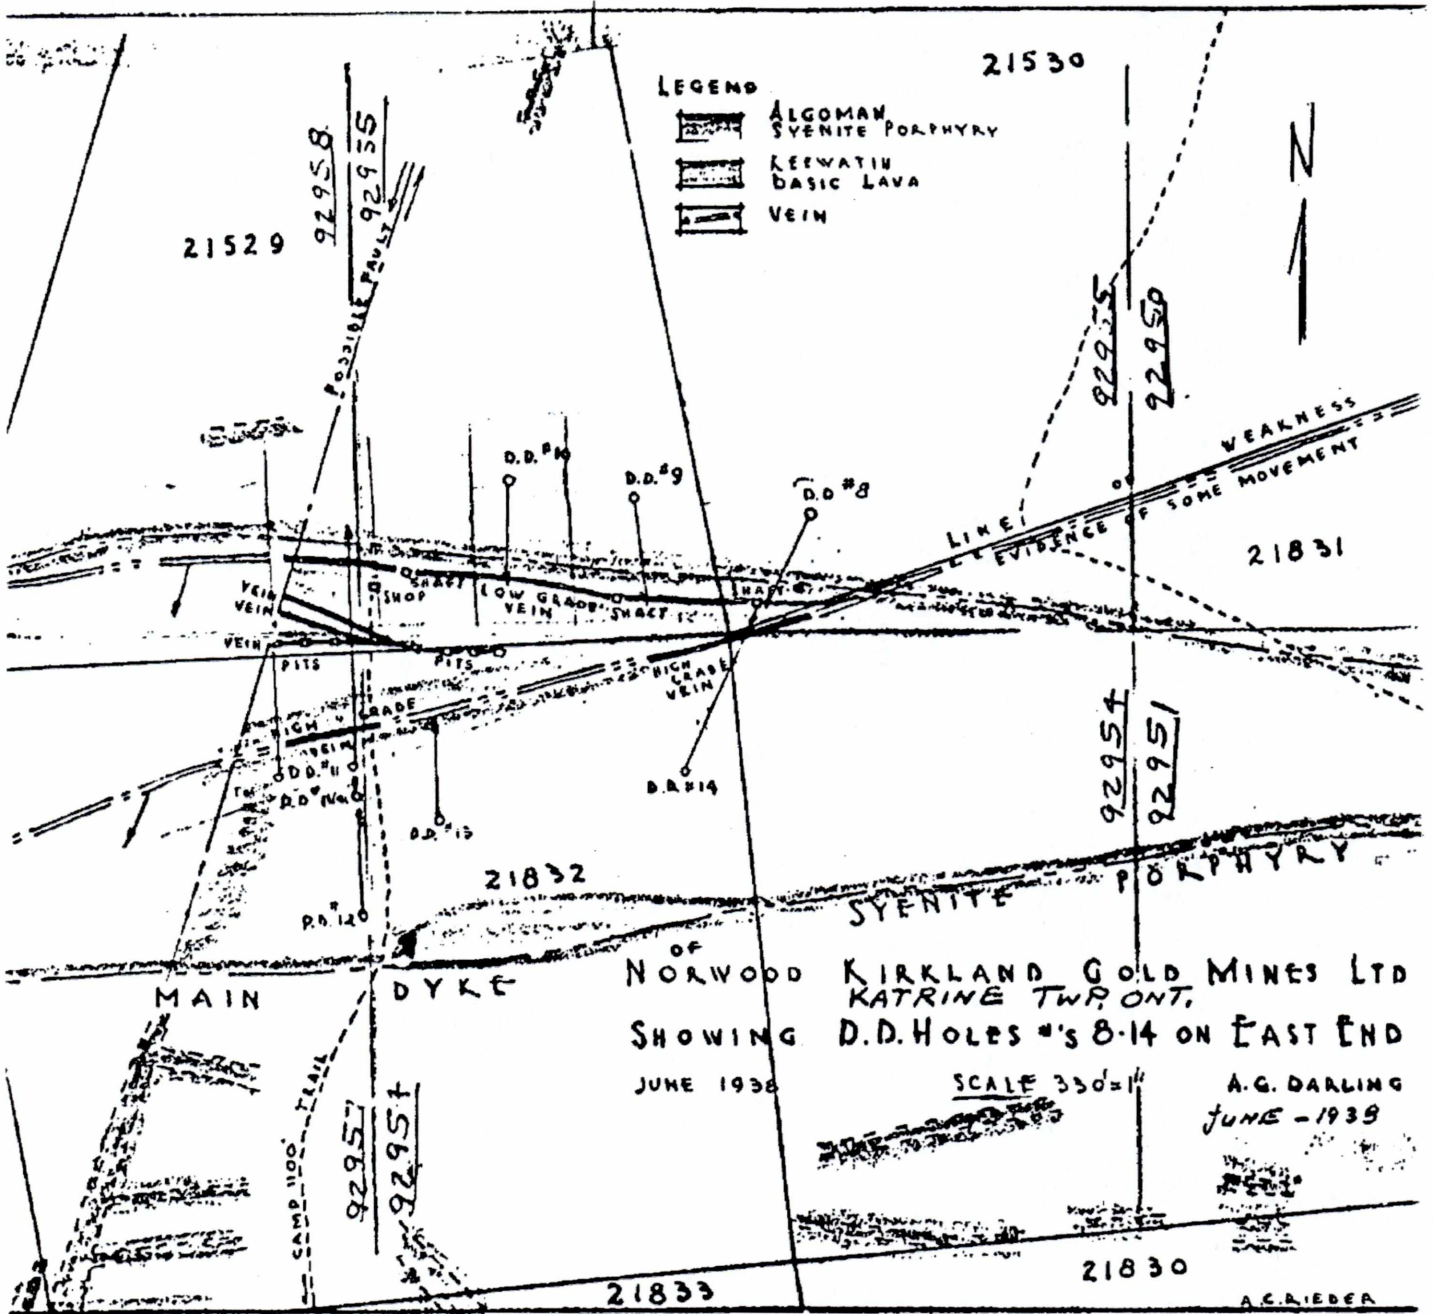 21530
LEGEND
ALGOMAN
SYENITE PORPHYRY
KEEWATIN
BASIC LAVA
VEIN
N
92958
92955
21529
POSSIBLE FAULT
92955
92950
D.D.#10
D.D.#9
D.D #8
WEAKNESS
LINE
EVIDENCE OF SOME MOVEMENT
21831
SHAFT
SHOP
LOW GRADE
VEIN
SHAFT
SHAFT
VEIN
VEIN
VEIN
PITS
PITS
HIGH
GRADE
VEIN
HIGH GRADE
VEIN
D.D.#11
D.D.#14
D.D.#13
92954
92951
21832
D.D.#12
SYENITE PORPHYRY
MAIN DYKE
OF
NORWOOD KIRKLAND GOLD MINES LTD
KATRINE TWP, ONT.
SHOWING D.D. HOLES #'S 8-14 ON EAST END
JUNE 1938
SCALE 330'=1"
A.G. DARLING
JUNE - 1938
CAMP 1100' TRAIL
92957
92954
21833
21830
A.C. RIEDER